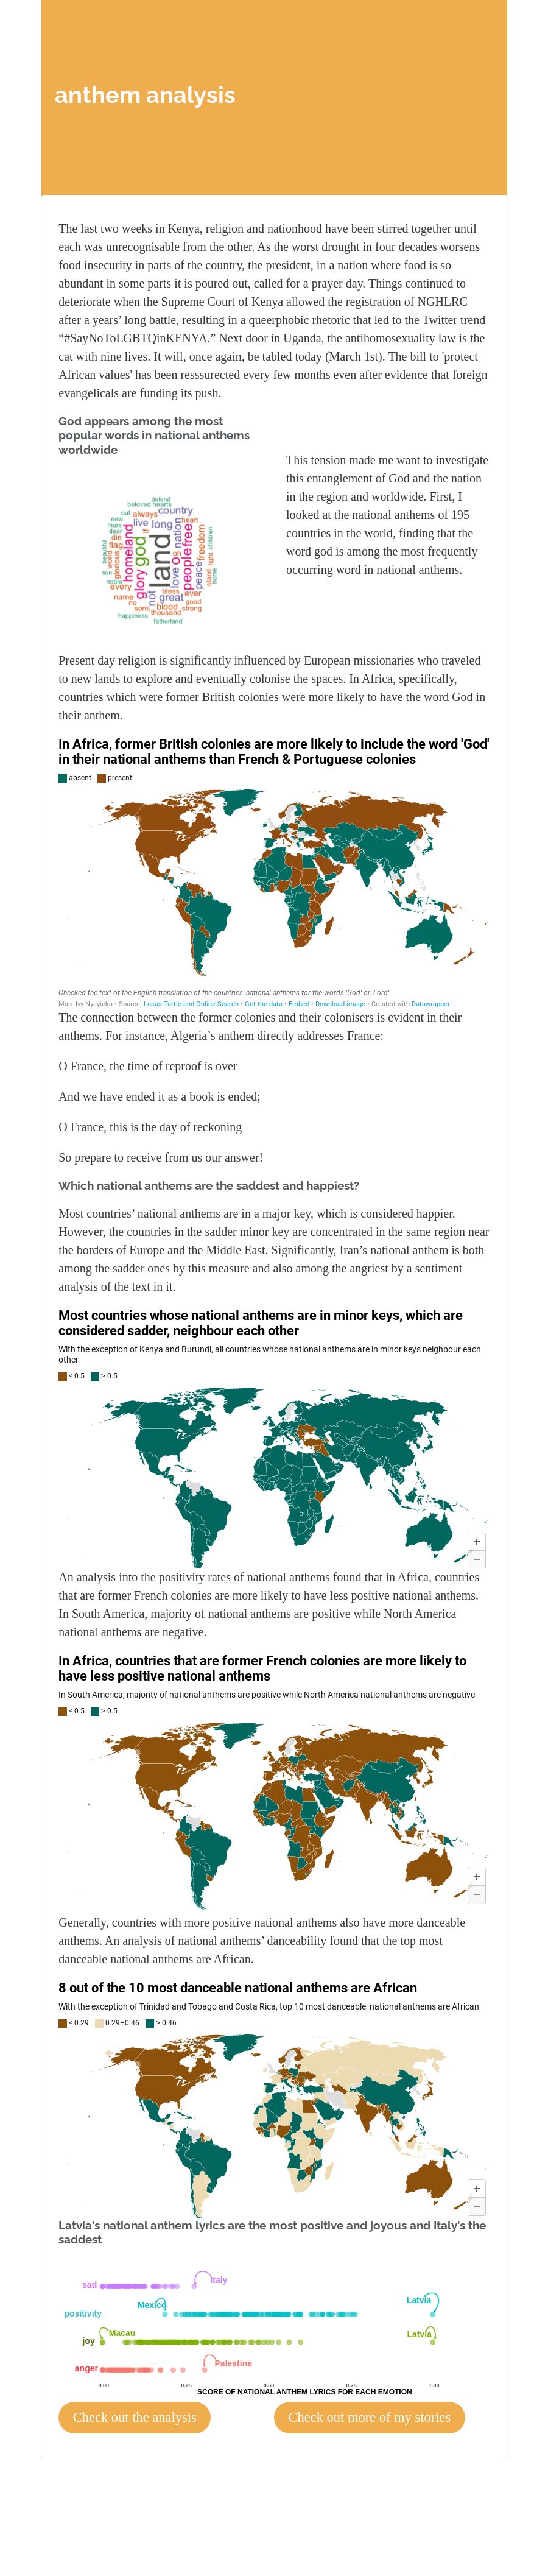 anthem analysis
The last two weeks in Kenya, religion and nationhood have been stirred together until
each was unrecognisable from the other. As the worst drought in four decades worsens
food insecurity in parts of the country, the president, in a nation where food is so
abundant in some parts it is poured out, called for a prayer day. Things continued to
deteriorate when the Supreme Court of Kenya allowed the registration of NGHLRC
after a years’ long battle, resulting in a queerphobic rhetoric that led to the Twitter trend
“#SayNoToLGBTQinKENYA.” Next door in Uganda, the antihomosexuality law is the
cat with nine lives. It will, once again, be tabled today (March 1st). The bill to 'protect
African values' has been resssurected every few months even after evidence that foreign
evangelicals are funding its push.
God appears among the most
popular words in national anthems
worldwide
defend
beloved hearts
out always country
new live long heart
more
dear if
die
flag
beautiful
world
glorious
homeland
god
land
nation
people
free
freedom
children
light
sun
noble
every
glory
not
love
o
us
peace
stand
home
name bless ever
no great good
sons blood strong
happiness thousand
fatherland
This tension made me want to investigate
this entanglement of God and the nation
in the region and worldwide. First, I
looked at the national anthems of 195
countries in the world, finding that the
word god is among the most frequently
occurring word in national anthems.
Present day religion is significantly influenced by European missionaries who traveled
to new lands to explore and eventually colonise the spaces. In Africa, specifically,
countries which were former British colonies were more likely to have the word God in
their anthem.
In Africa, former British colonies are more likely to include the word 'God'
in their national anthems than French & Portuguese colonies
absent present
Checked the text of the English translation of the countries' national anthems for the words 'God' or 'Lord'
Map: Ivy Nyayieka • Source: Lucas Turtle and Online Search • Get the data • Embed • Download image • Created with Datawrapper
The connection between the former colonies and their colonisers is evident in their
anthems. For instance, Algeria’s anthem directly addresses France:
O France, the time of reproof is over
And we have ended it as a book is ended;
O France, this is the day of reckoning
So prepare to receive from us our answer!
Which national anthems are the saddest and happiest?
Most countries’ national anthems are in a major key, which is considered happier.
However, the countries in the sadder minor key are concentrated in the same region near
the borders of Europe and the Middle East. Significantly, Iran’s national anthem is both
among the sadder ones by this measure and also among the angriest by a sentiment
analysis of the text in it.
Most countries whose national anthems are in minor keys, which are
considered sadder, neighbour each other
With the exception of Kenya and Burundi, all countries whose national anthems are in minor keys neighbour each
other
< 0.5 ≥ 0.5
+
−
An analysis into the positivity rates of national anthems found that in Africa, countries
that are former French colonies are more likely to have less positive national anthems.
In South America, majority of national anthems are positive while North America
national anthems are negative.
In Africa, countries that are former French colonies are more likely to
have less positive national anthems
In South America, majority of national anthems are positive while North America national anthems are negative
< 0.5 ≥ 0.5
+
−
Generally, countries with more positive national anthems also have more danceable
anthems. An analysis of national anthems’ danceability found that the top most
danceable national anthems are African.
8 out of the 10 most danceable national anthems are African
With the exception of Trinidad and Tobago and Costa Rica, top 10 most danceable national anthems are African
< 0.29 0.29–0.46 ≥ 0.46
+
−
Latvia's national anthem lyrics are the most positive and joyous and Italy's the
saddest
sad Italy
Mexico Latvia
positivity
Macau Latvia
joy
anger Palestine
0.00 0.25 0.50 0.75 1.00
SCORE OF NATIONAL ANTHEM LYRICS FOR EACH EMOTION
Check out the analysis Check out more of my stories